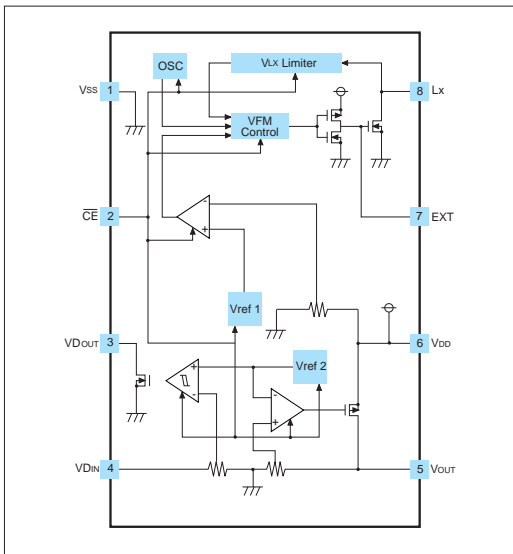 OSC
VLX Limiter
VSS 1
8 LX
VFM
Control
CE 2
-
+
7 EXT
Vref 1
VDOUT 3
6 VDD
+
-
Vref 2
-
+
VDIN 4
5 VOUT